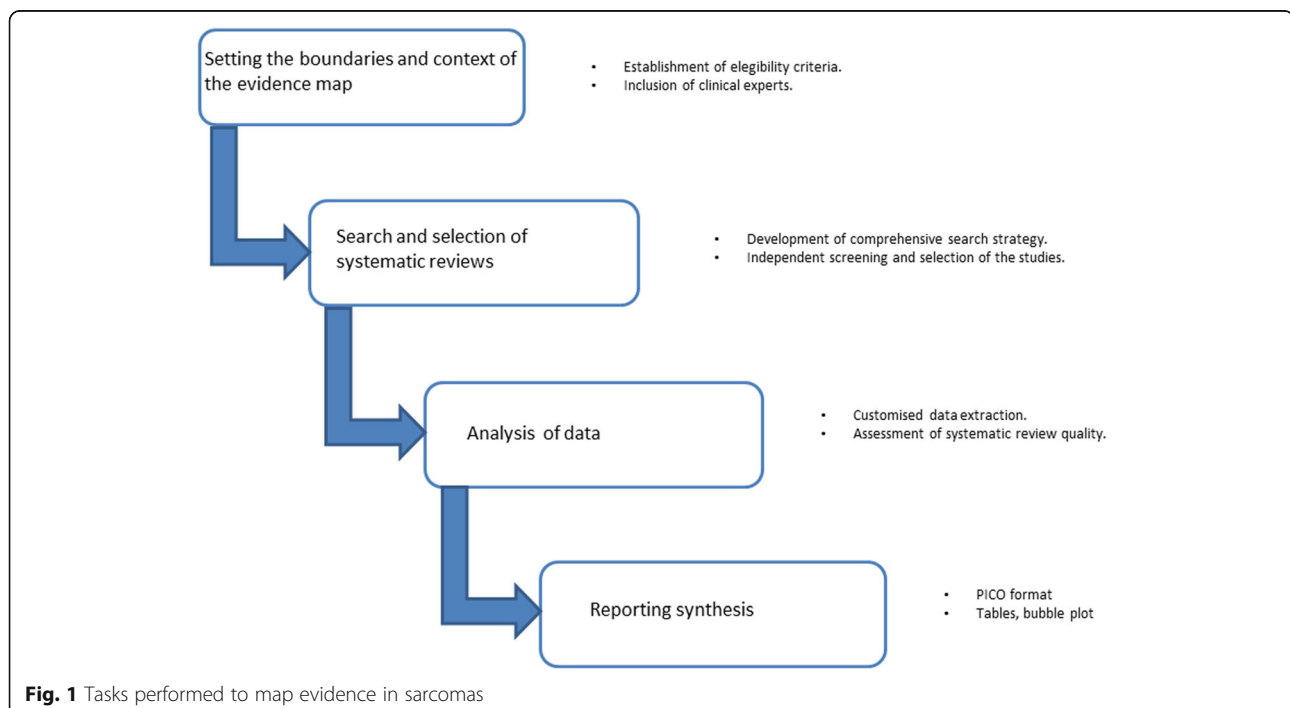 Setting the boundaries and context of
the evidence map
• Establishment of elegibility criteria.
• Inclusion of clinical experts.
Search and selection of
systematic reviews
• Development of comprehensive search strategy.
• Independent screening and selection of the studies.
Analysis of data
• Customised data extraction.
• Assessment of systematic review quality.
Reporting synthesis
• PICO format
• Tables, bubble plot
Fig. 1 Tasks performed to map evidence in sarcomas